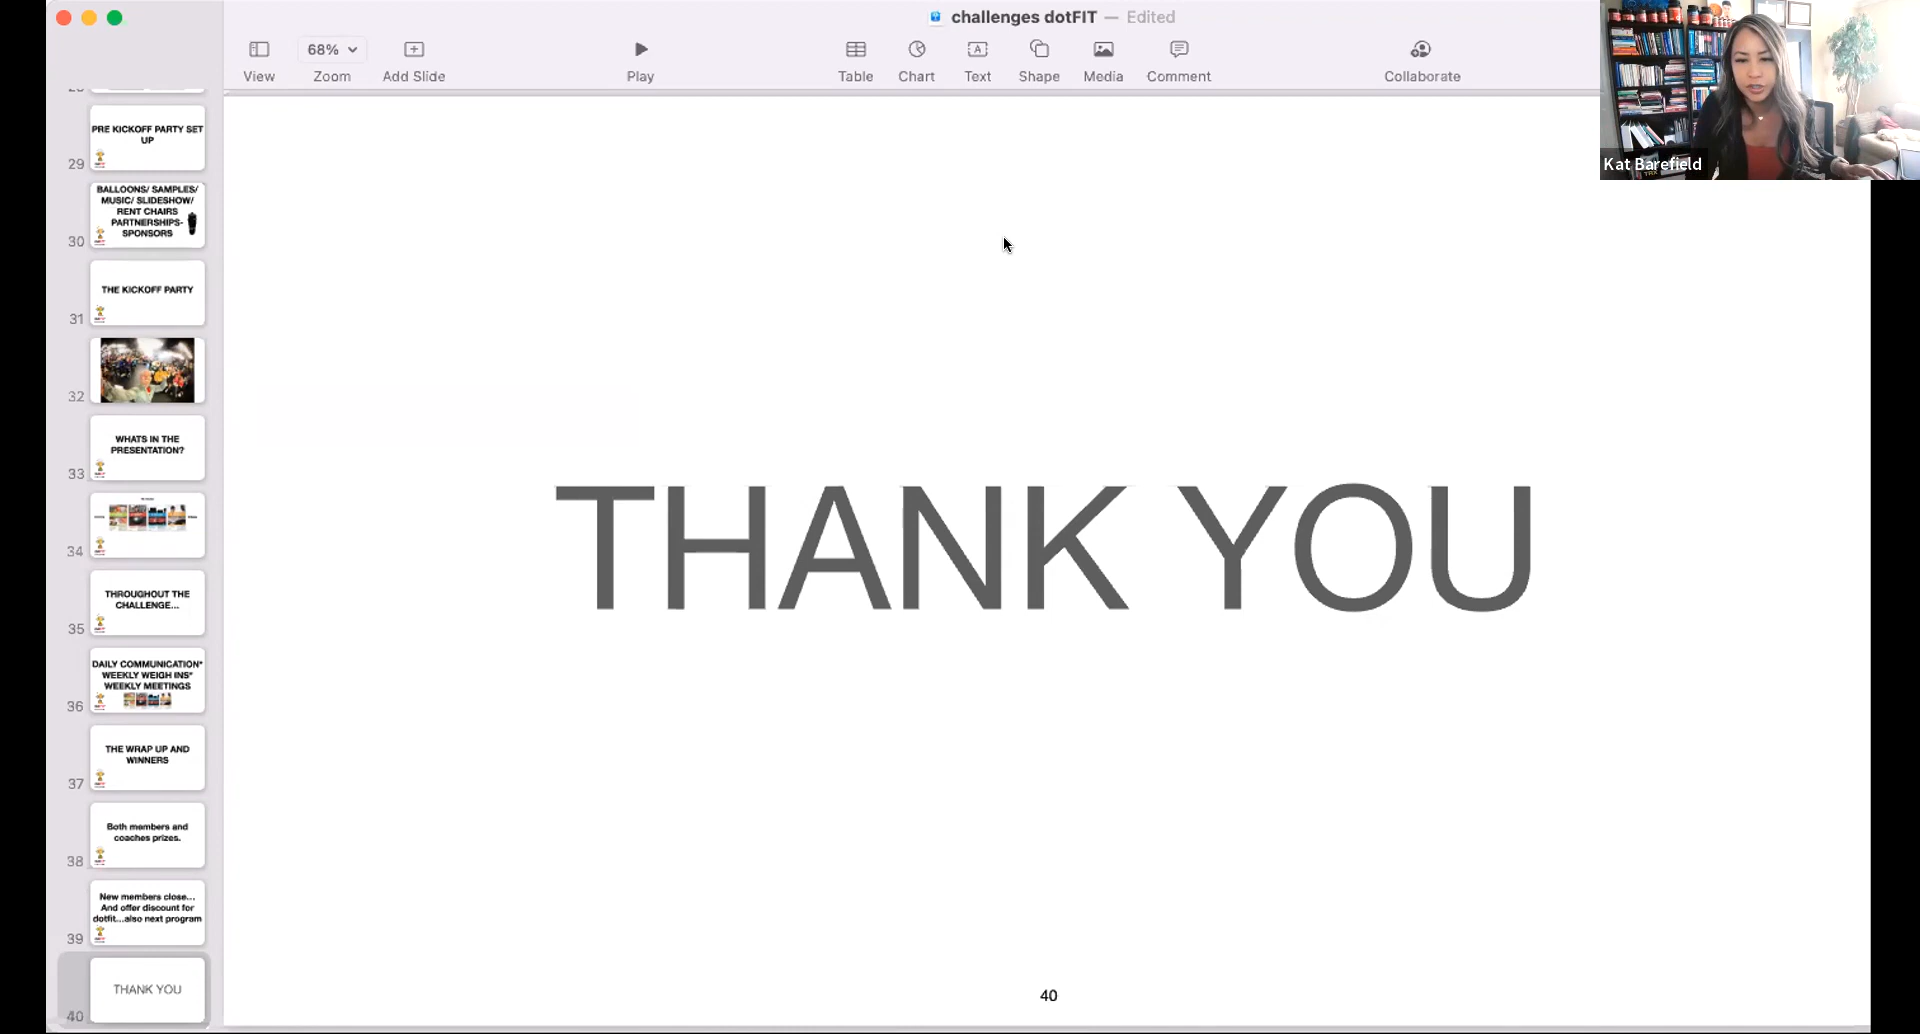 challenges dotFIT — Edited
68%
View
Zoom
Add Slide
Play
Table
Chart
Text
Shape
Media
Comment
Collaborate
Kat Barefield
PRE KICKOFF PARTY SET
UP
29
BALLOONS/ SAMPLES/
MUSIC/ SLIDESHOW/
RENT CHAIRS
PARTNERSHIPS-
SPONSORS
30
THE KICKOFF PARTY
31
32
WHATS IN THE
PRESENTATION?
33
34
THROUGHOUT THE
CHALLENGE...
35
DAILY COMMUNICATION*
WEEKLY WEIGH INS*
WEEKLY MEETINGS
36
THE WRAP UP AND
WINNERS
37
Both members and
coaches prizes.
38
New members close...
And offer discount for
dotfit...also next program
39
THANK YOU
40
THANK YOU
40